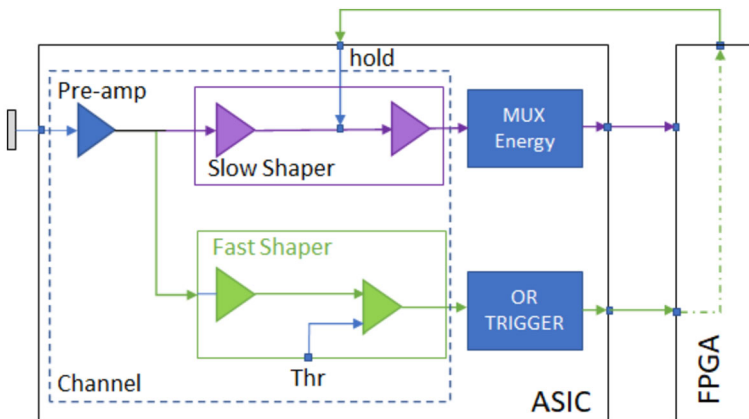 hold
Pre-amp
MUX
Energy
Slow Shaper
Fast Shaper
OR
TRIGGER
Thr
Channel
ASIC
FPGA